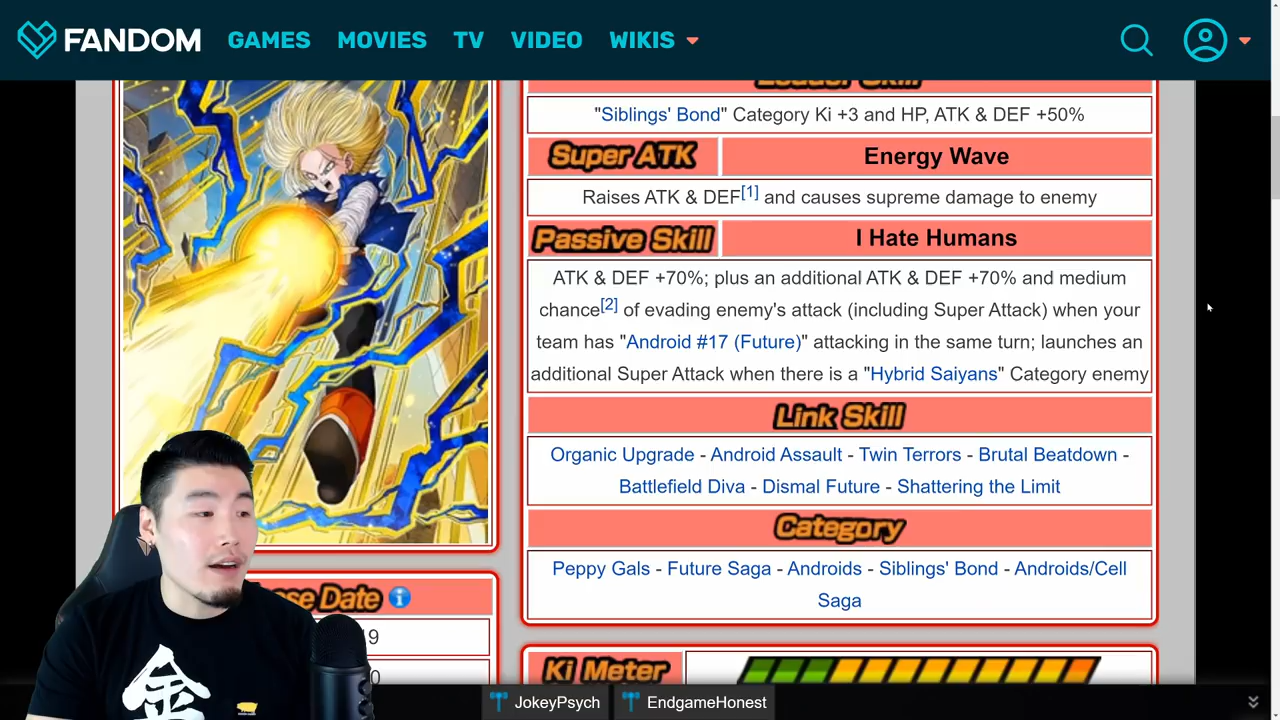 FANDOM GAMES MOVIES TV VIDEO WIKIS
Leader Skill
"Siblings' Bond" Category Ki +3 and HP, ATK & DEF +50%
Super ATK Energy Wave
Raises ATK & DEF[1] and causes supreme damage to enemy
Passive Skill I Hate Humans
ATK & DEF +70%; plus an additional ATK & DEF +70% and medium
chance[2] of evading enemy's attack (including Super Attack) when your
team has "Android #17 (Future)" attacking in the same turn; launches an
additional Super Attack when there is a "Hybrid Saiyans" Category enemy
Link Skill
Organic Upgrade - Android Assault - Twin Terrors - Brutal Beatdown -
Battlefield Diva - Dismal Future - Shattering the Limit
Category
Peppy Gals - Future Saga - Androids - Siblings' Bond - Androids/Cell
Saga
Date
9
0
Ki Meter
金
JokeyPsych EndgameHonest